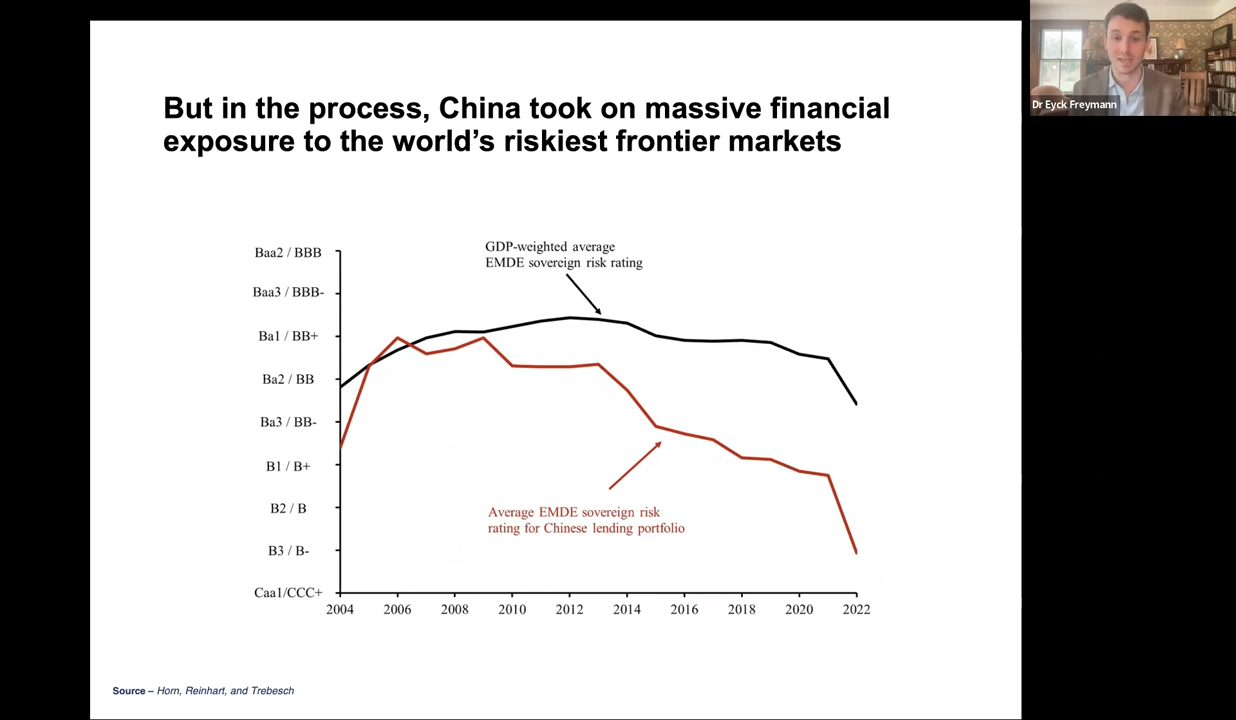 But in the process, China took on massive financial
exposure to the world's riskiest frontier markets
Dr Eyck Freymann
GDP-weighted average
EMDE sovereign risk rating
Baa2 / BBB
Baa3 / BBB-
Ba1 / BB+
Ba2 / BB
Ba3 / BB-
B1 / B+
B2 / B
B3 / B-
Caa1/CCC+
Average EMDE sovereign risk
rating for Chinese lending portfolio
2004 2006 2008 2010 2012 2014 2016 2018 2020 2022
Source – Horn, Reinhart, and Trebesch